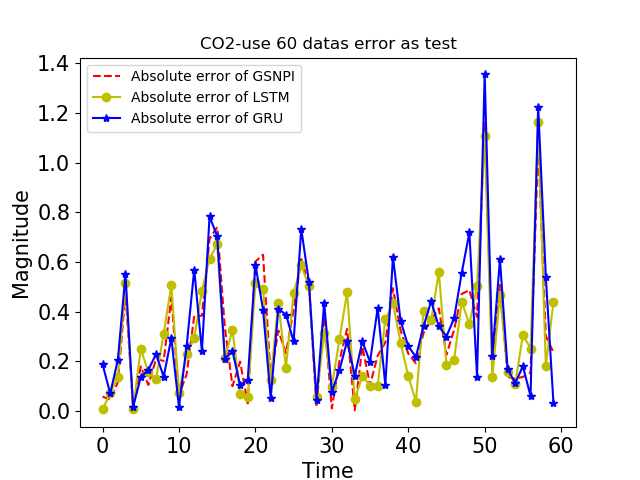 CO2-use 60 datas error as test
Absolute error of GSNPI
Absolute error of LSTM
Absolute error of GRU
Magnitude
1.4
1.2
1.0
0.8
0.6
0.4
0.2
0.0
0 10 20 30 40 50 60
Time